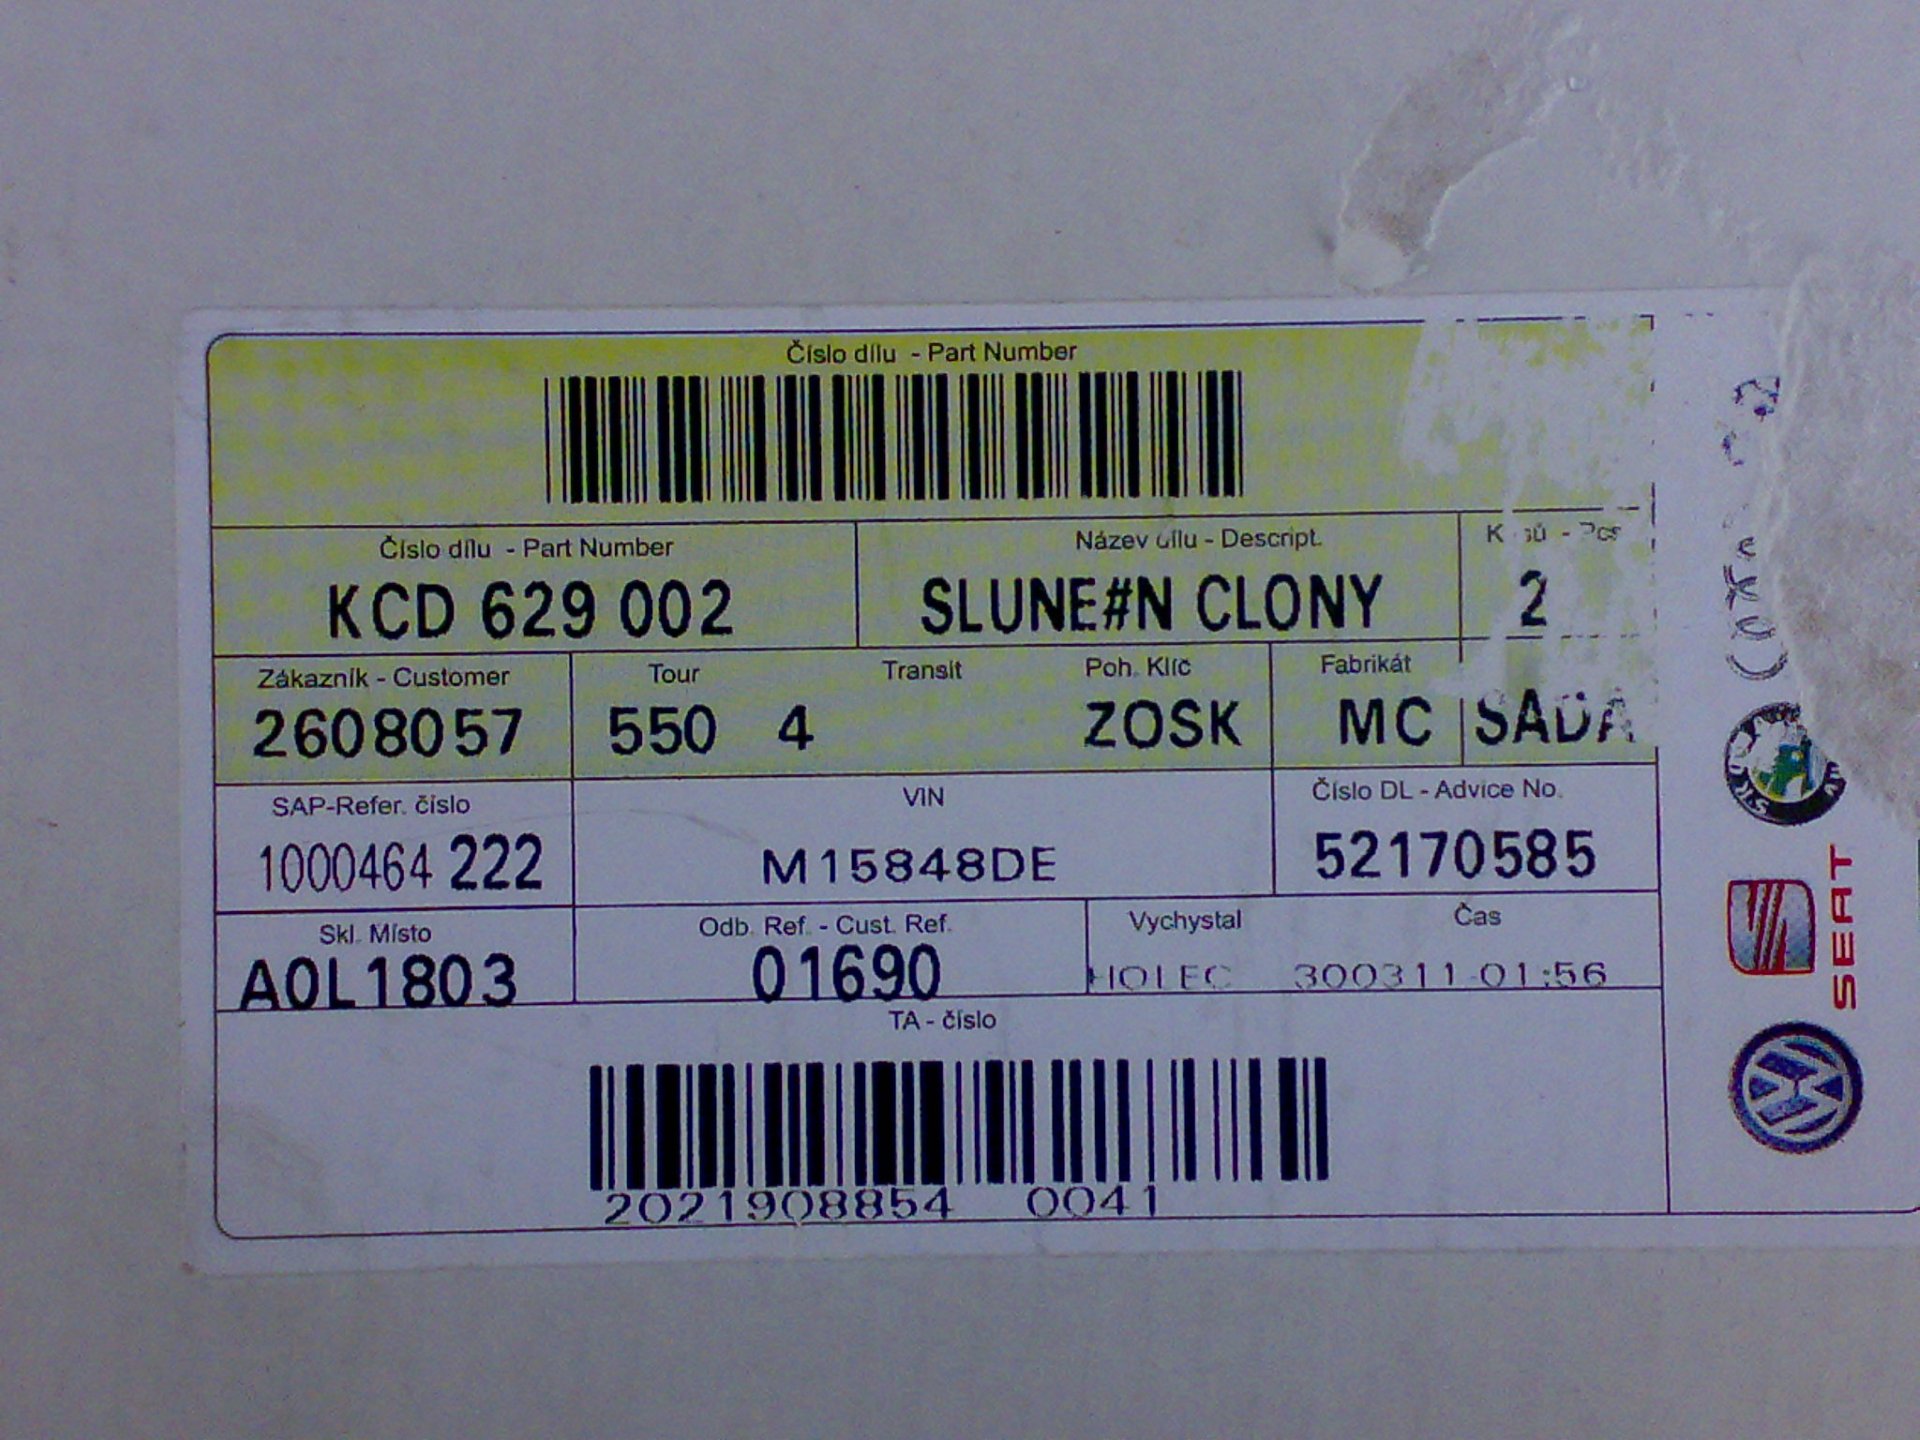 Číslo dílu - Part Number
Číslo dílu - Part Number
Název dílu - Descript.
KCD 629 002
SLUNE#N CLONY
2
Zákazník - Customer
Tour
Transit
Poh. Klíč
Fabrikát
2608057
550 4
ZOSK
MC
SADA
SAP-Refer. číslo
VIN
Číslo DL - Advice No.
1000464 222
M15848DE
52170585
Skl. Místo
Odb. Ref. - Cust. Ref.
Vychystal
Čas
A0L1803
01690
HOLEC
300311 01:56
TA - číslo
2021908854 0041
SEAT